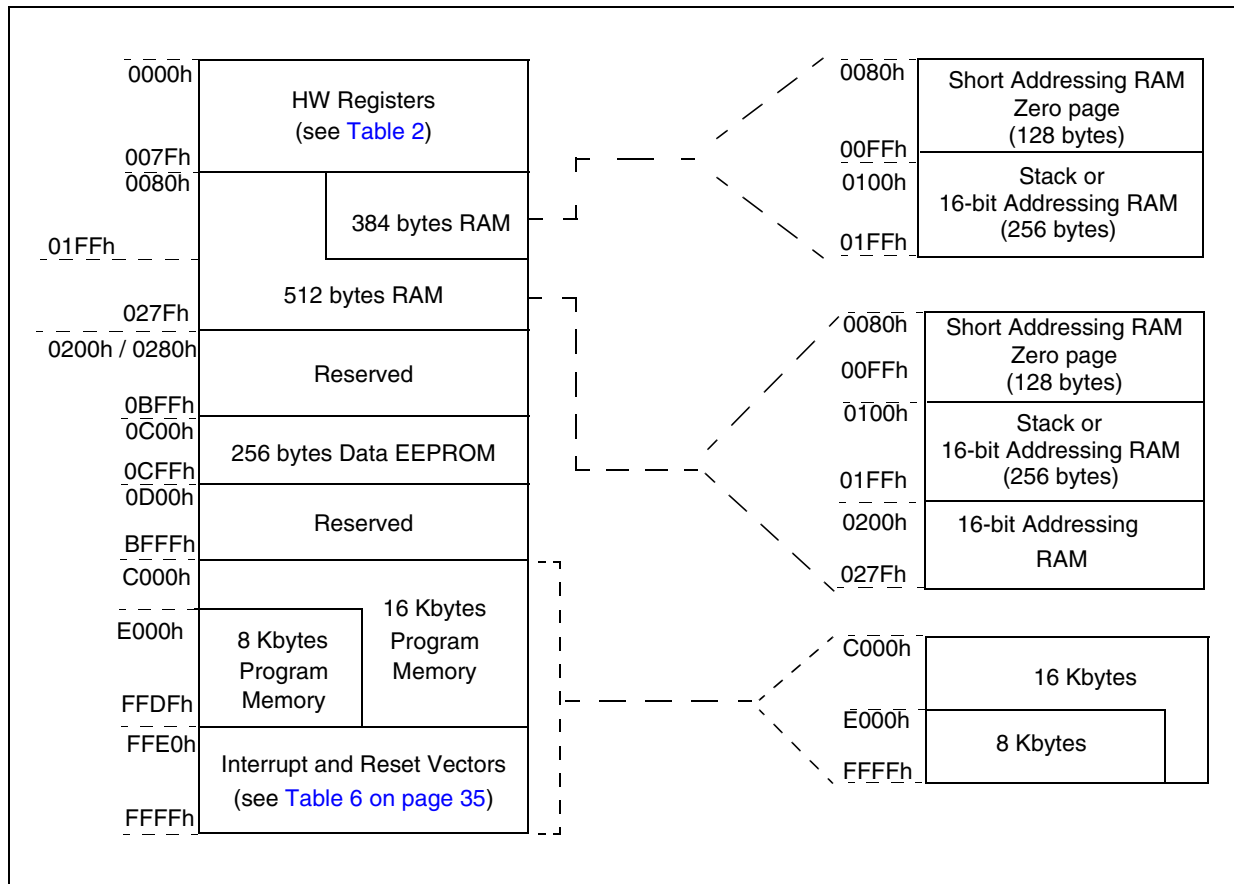 0000h
HW Registers
(see Table 2)
007Fh
0080h
384 bytes RAM
01FFh
512 bytes RAM
027Fh
0200h / 0280h
Reserved
0BFFh
0C00h
256 bytes Data EEPROM
0CFFh
0D00h
Reserved
BFFFh
C000h
16 Kbytes
Program
Memory
E000h
8 Kbytes
Program
Memory
FFDFh
FFE0h
Interrupt and Reset Vectors
(see Table 6 on page 35)
FFFFh
0080h
Short Addressing RAM
Zero page
(128 bytes)
00FFh
0100h
Stack or
16-bit Addressing RAM
(256 bytes)
01FFh
0080h
Short Addressing RAM
Zero page
00FFh
(128 bytes)
0100h
Stack or
16-bit Addressing RAM
01FFh
(256 bytes)
0200h
16-bit Addressing
RAM
027Fh
C000h
16 Kbytes
E000h
8 Kbytes
FFFFh